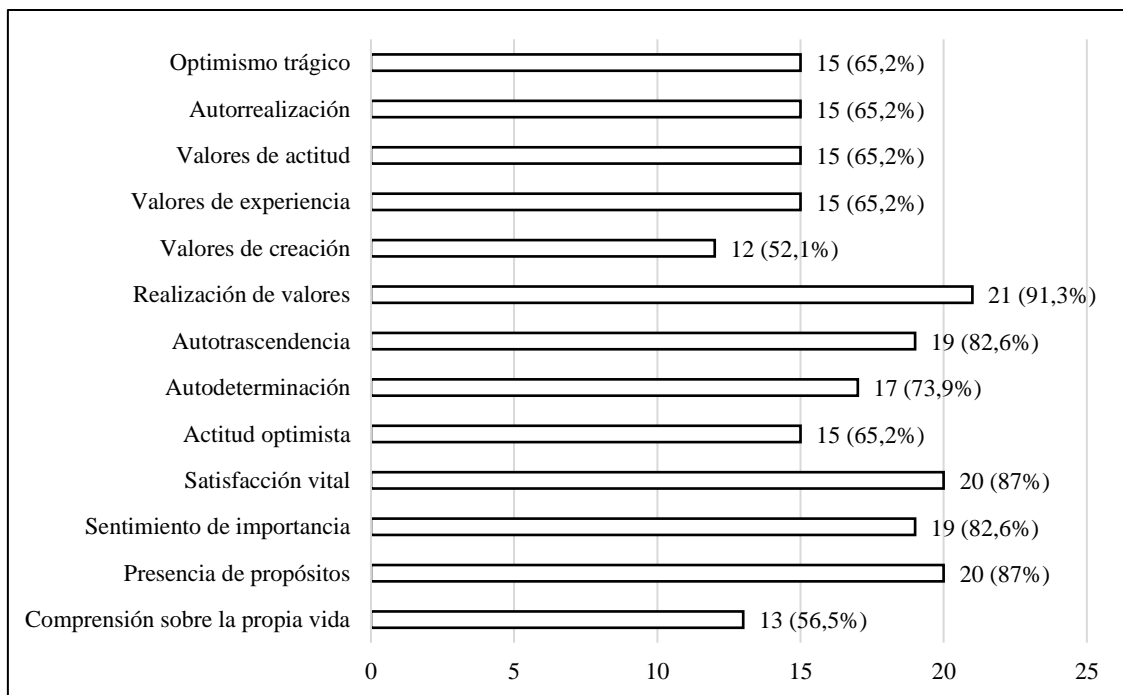 Optimismo trágico 15 (65,2%)
Autorrealización 15 (65,2%)
Valores de actitud 15 (65,2%)
Valores de experiencia 15 (65,2%)
Valores de creación 12 (52,1%)
Realización de valores 21 (91,3%)
Autotrascendencia 19 (82,6%)
Autodeterminación 17 (73,9%)
Actitud optimista 15 (65,2%)
Satisfacción vital 20 (87%)
Sentimiento de importancia 19 (82,6%)
Presencia de propósitos 20 (87%)
Comprensión sobre la propia vida 13 (56,5%)
0 5 10 15 20 25